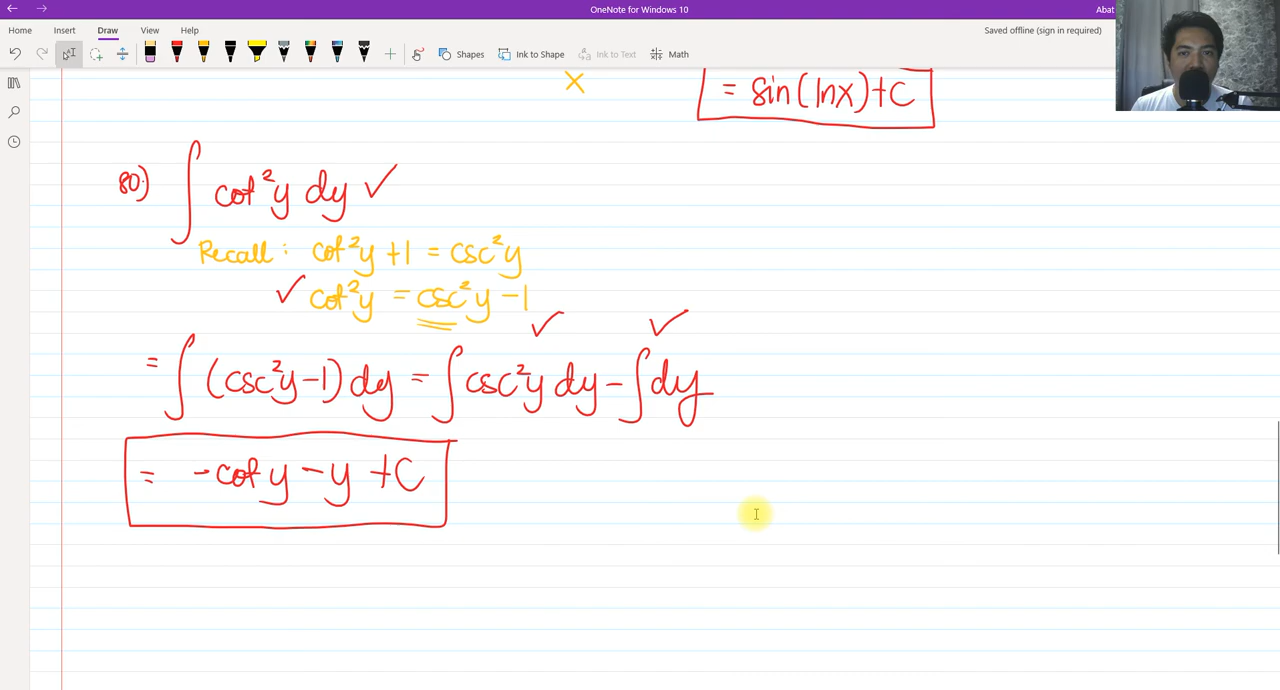 OneNote for Windows 10
Abat
Home Insert Draw View Help
Saved offline (sign in required)
Shapes Ink to Shape Ink to Text Math
x
= sin(lnx)+C
80.) ∫ cot²y dy ✓
Recall : cot²y +1 = csc²y
✓ cot²y = csc²y −1
✓ ✓
= ∫ (csc²y −1) dy = ∫ csc²y dy − ∫ dy
= −cot y − y + C